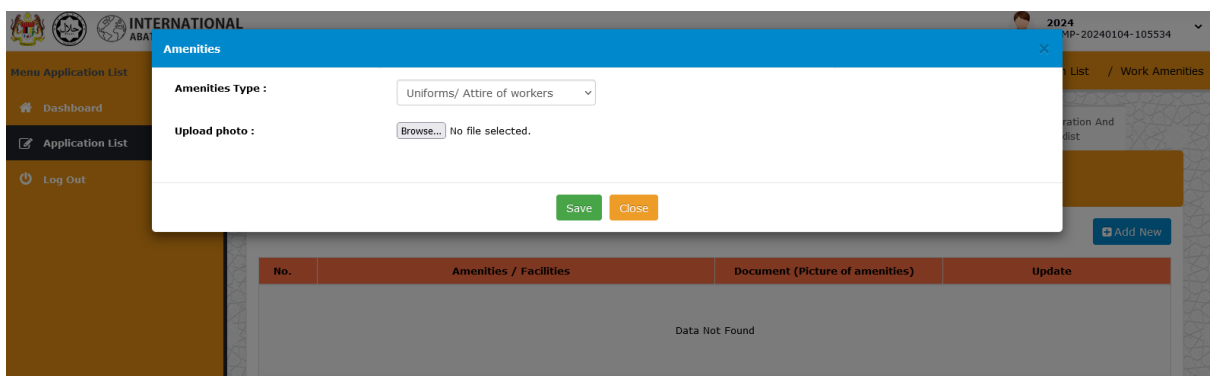 INTERNATIONAL
2024
MP-20240104-105534
Amenities
×
Menu Application List
List / Work Amenities
Amenities Type :
Uniforms/ Attire of workers
Dashboard
Upload photo :
Browse... No file selected.
ration And
Application List
Log Out
Save
Close
Add New
No.
Amenities / Facilities
Document (Picture of amenities)
Update
Data Not Found